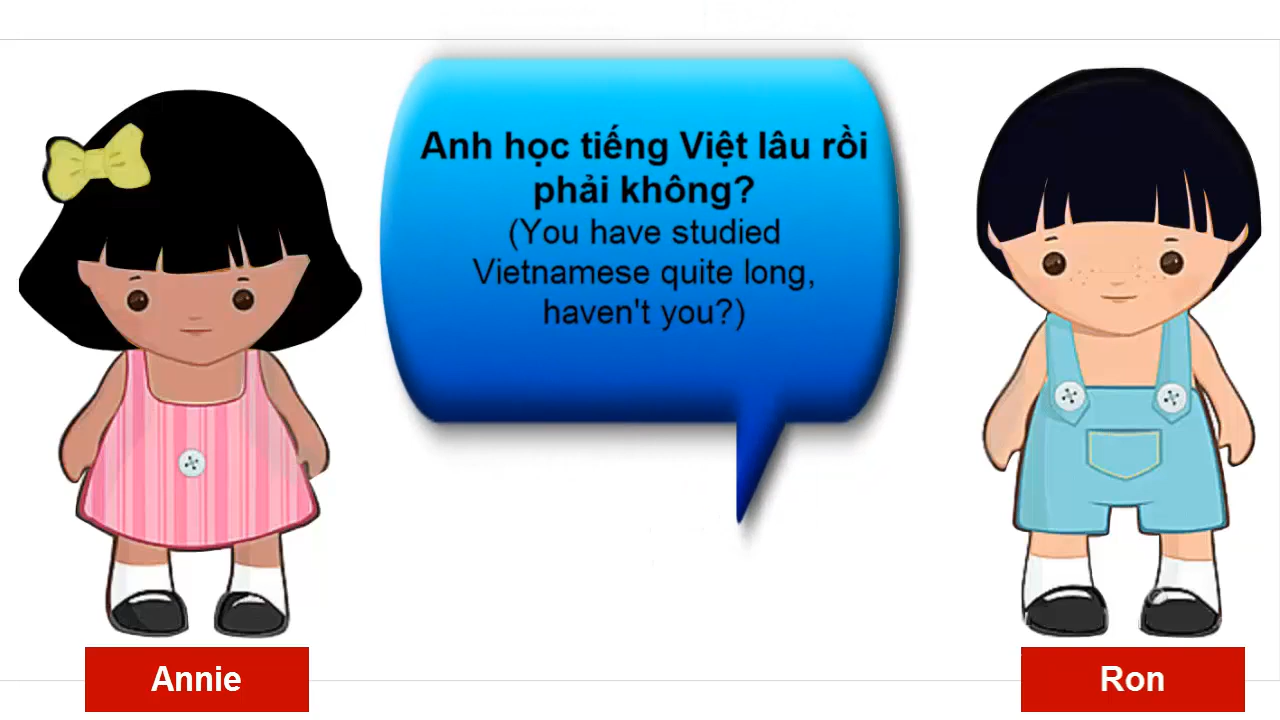 Anh học tiếng Việt lâu rồi
phải không?
(You have studied
Vietnamese quite long,
haven't you?)
Annie
Ron